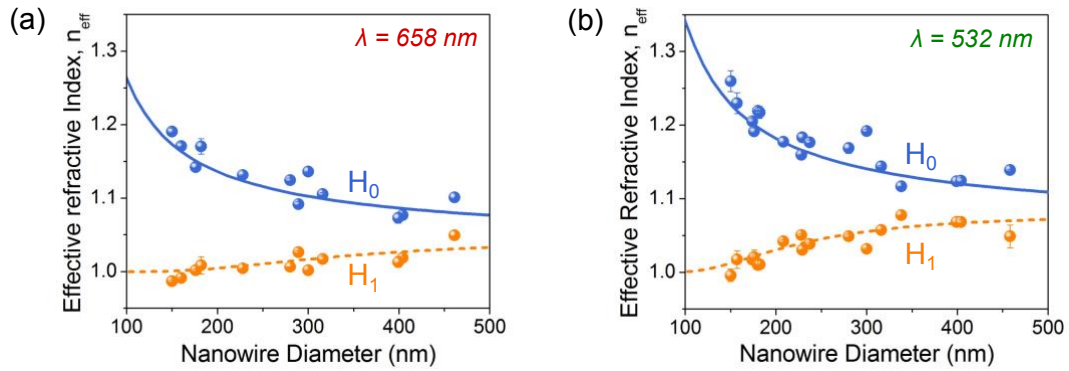 (a)
λ = 658 nm
Effective refractive Index, n_eff
1.3
1.2
1.1
1.0
H₀
H₁
100 200 300 400 500
Nanowire Diameter (nm)
(b)
λ = 532 nm
Effective Refractive Index, n_eff
1.3
1.2
1.1
1.0
H₀
H₁
100 200 300 400 500
Nanowire Diameter (nm)